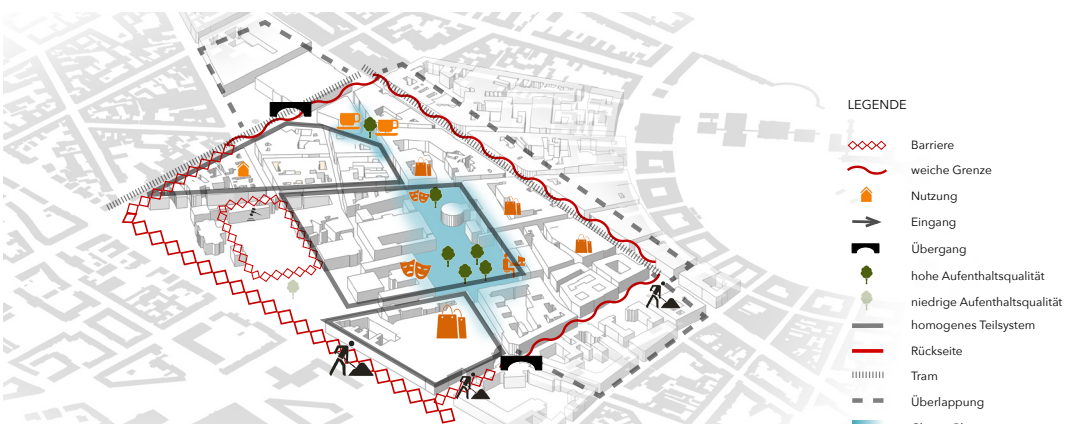 LEGENDE
Barriere
weiche Grenze
Nutzung
Eingang
Übergang
hohe Aufenthaltsqualität
niedrige Aufenthaltsqualität
homogenes Teilsystem
Rückseite
Tram
Überlappung